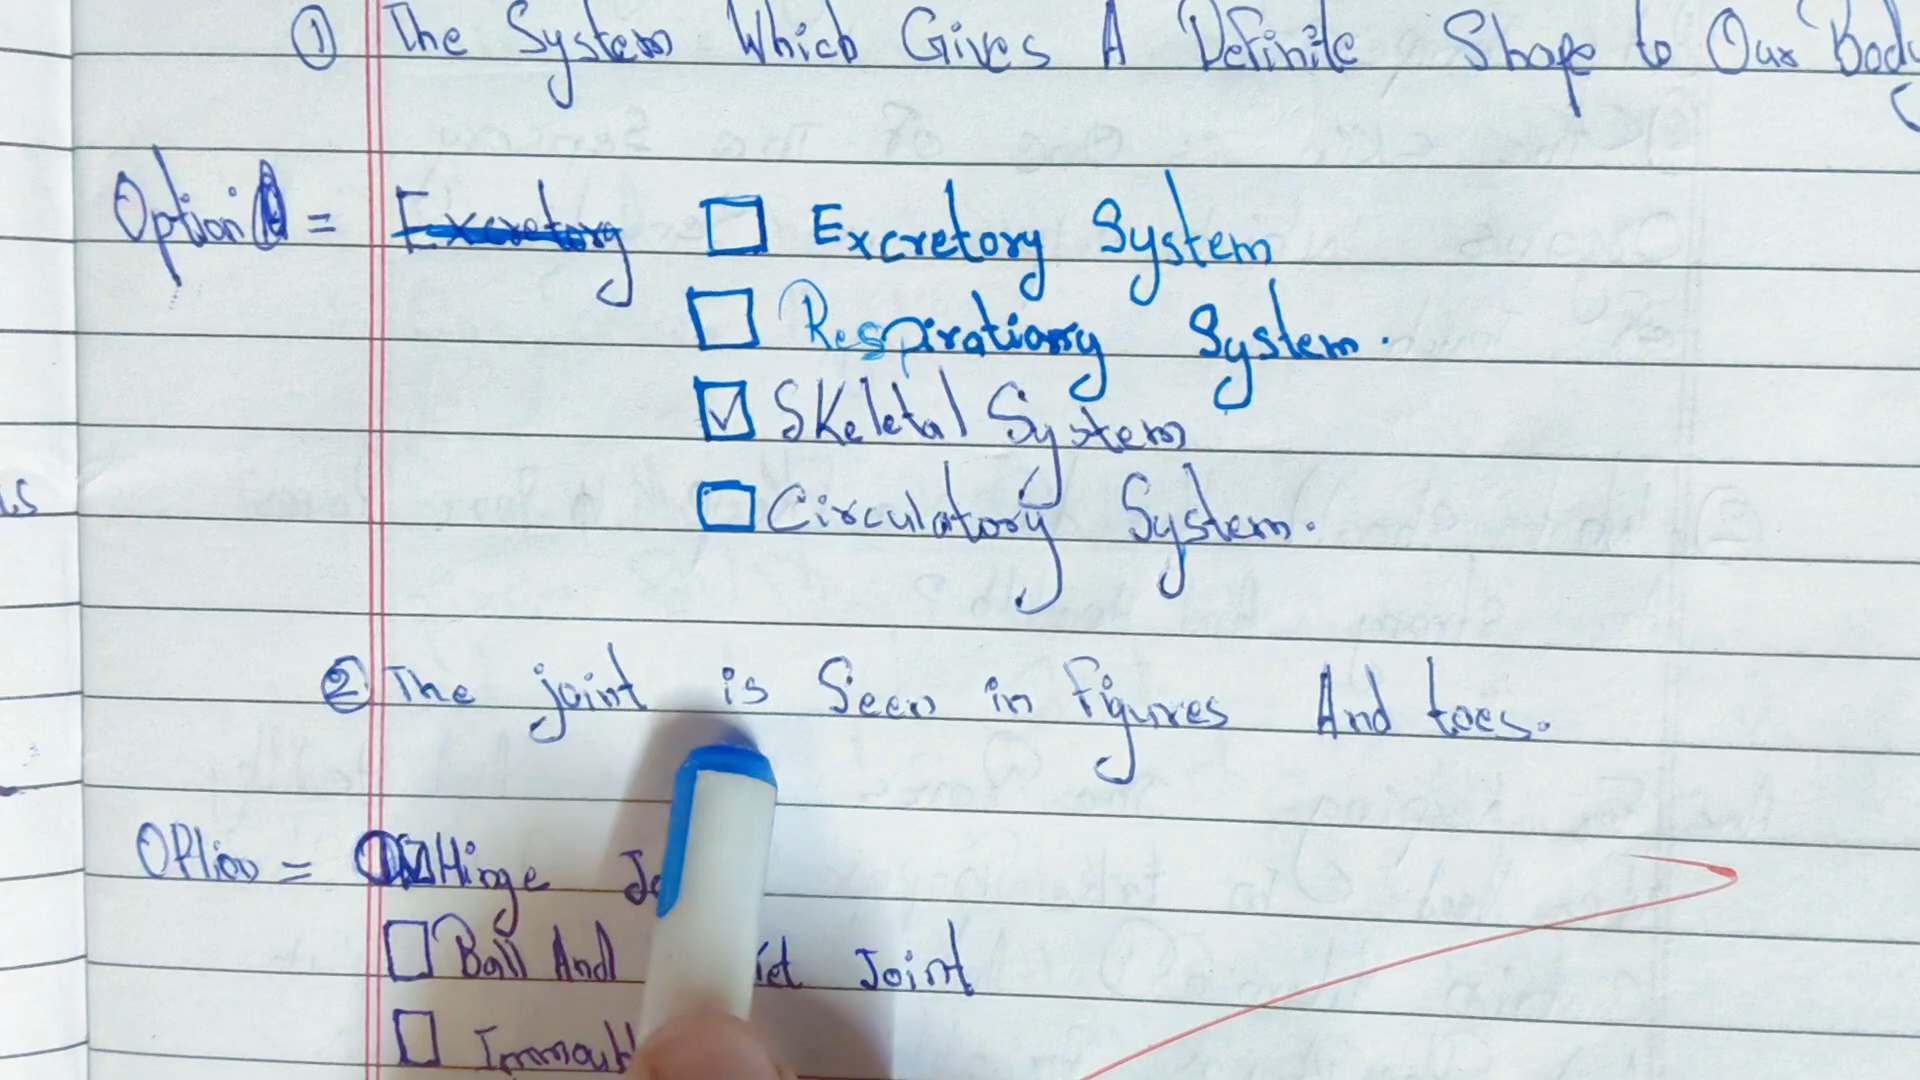 ① The System Which Gives A Definite Shape to Our Body
Option = Excretory □ Excretory System
□ Respirationry System.
☑ Skeletal System
□ Circulatory System.
② The joint is Seen in figures And toes.
Option = ☑ Hinge
□ Ball And Joint
□